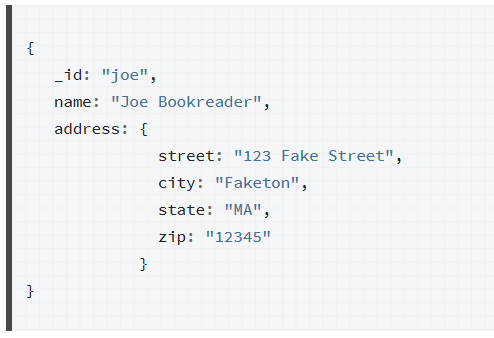 {
_id: "joe",
name: "Joe Bookreader",
address: {
street: "123 Fake Street",
city: "Faketon",
state: "MA",
zip: "12345"
}
}